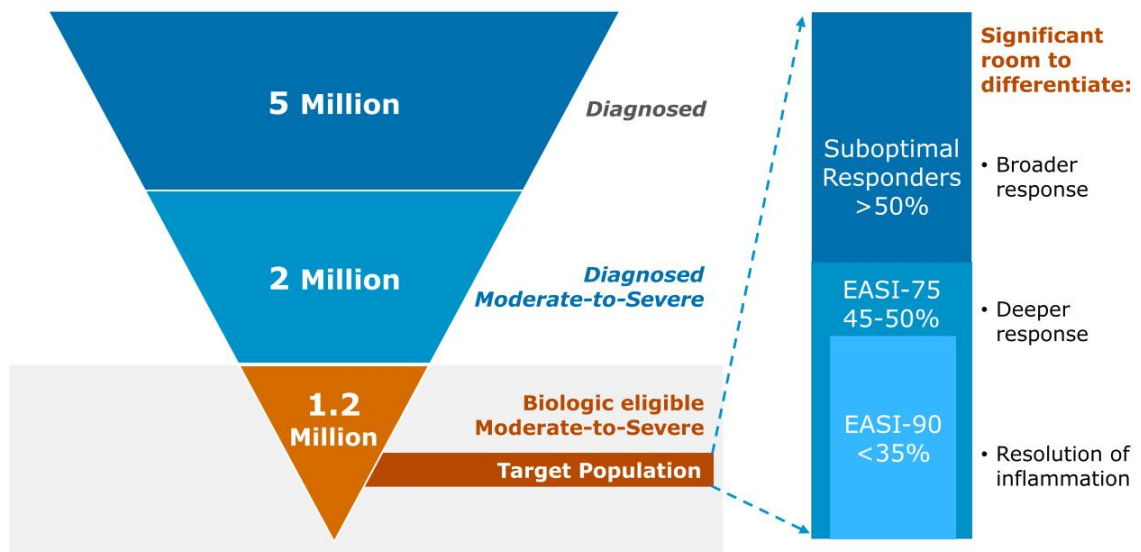 5 Million
Diagnosed
2 Million
Diagnosed
Moderate-to-Severe
1.2
Million
Biologic eligible
Moderate-to-Severe
Target Population
Suboptimal
Responders
>50%
EASI-75
45-50%
EASI-90
<35%
Significant
room to
differentiate:
• Broader
response
• Deeper
response
• Resolution of
inflammation